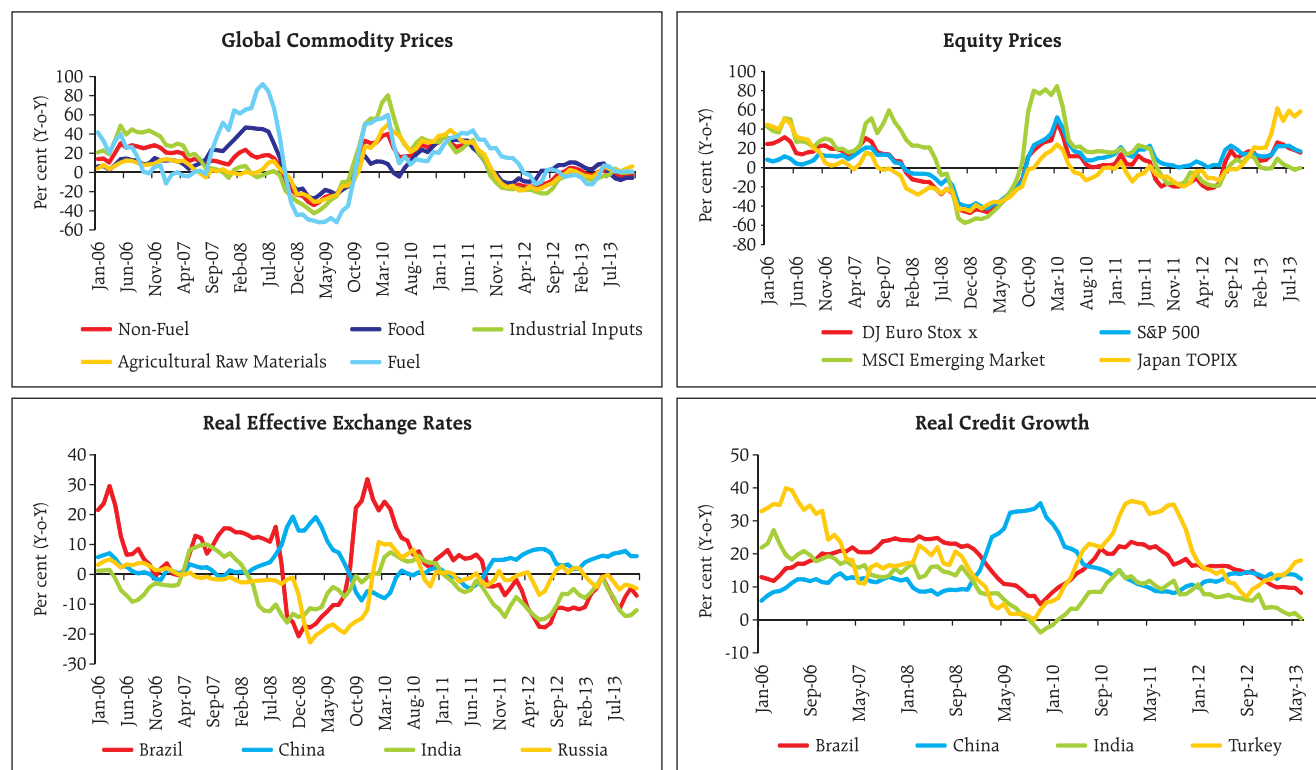 Global Commodity Prices
Per cent (Y-o-Y)
100
80
60
40
20
0
-20
-40
-60
Jan-06
Jun-06
Nov-06
Apr-07
Sep-07
Feb-08
Jul-08
Dec-08
May-09
Oct-09
Mar-10
Aug-10
Jan-11
Jun-11
Nov-11
Apr-12
Sep-12
Feb-13
Jul-13
Non-Fuel Food Industrial Inputs
Agricultural Raw Materials Fuel
Equity Prices
Per cent (Y-o-Y)
100
80
60
40
20
0
-20
-40
-60
-80
Jan-06
Jun-06
Nov-06
Apr-07
Sep-07
Feb-08
Jul-08
Dec-08
May-09
Oct-09
Mar-10
Aug-10
Jan-11
Jun-11
Nov-11
Apr-12
Sep-12
Feb-13
Jul-13
DJ Euro Stox x S&P 500
MSCI Emerging Market Japan TOPIX
Real Effective Exchange Rates
Per cent (Y-o-Y)
40
30
20
10
0
-10
-20
-30
Jan-06
Jun-06
Nov-06
Apr-07
Sep-07
Feb-08
Jul-08
Dec-08
May-09
Oct-09
Mar-10
Aug-10
Jan-11
Jun-11
Nov-11
Apr-12
Sep-12
Feb-13
Jul-13
Brazil China India Russia
Real Credit Growth
Per cent (Y-o-Y)
50
40
30
20
10
0
-10
Jan-06
Sep-06
May-07
Jan-08
Sep-08
May-09
Jan-10
Sep-10
May-11
Jan-12
Sep-12
May-13
Brazil China India Turkey